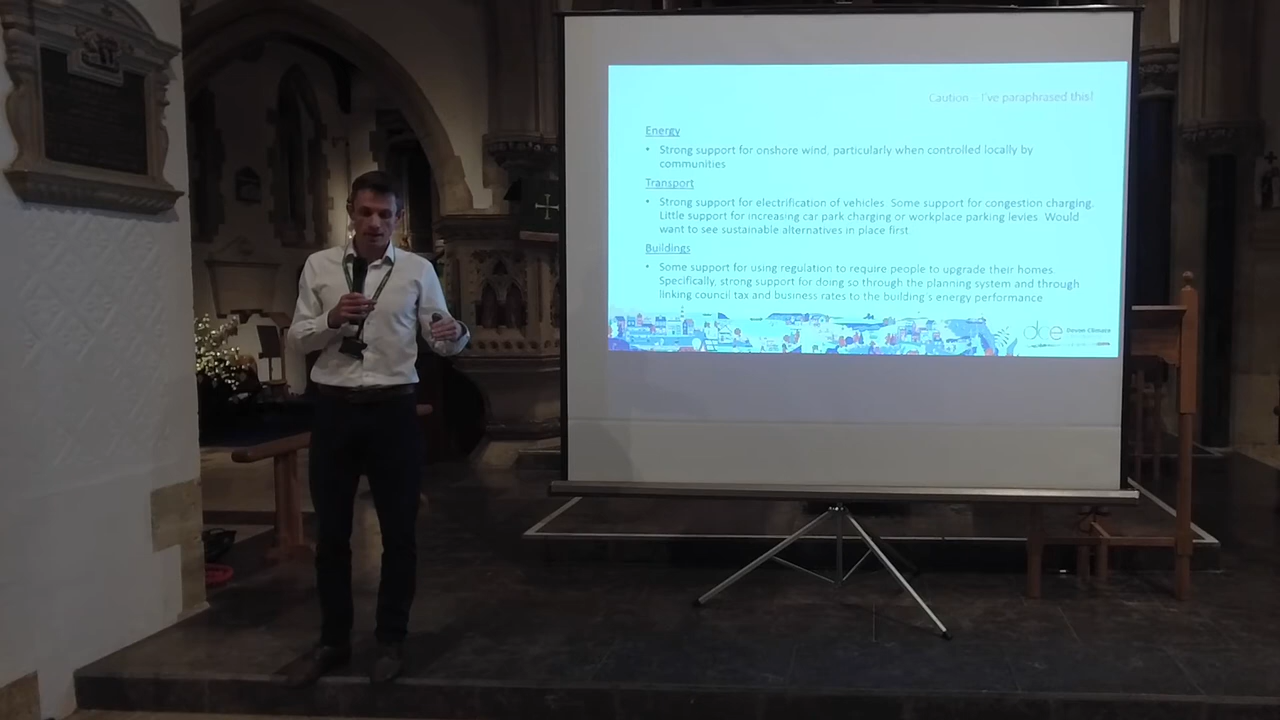 Caution – I've paraphrased this!
Energy
• Strong support for onshore wind, particularly when controlled locally by
communities
Transport
• Strong support for electrification of vehicles. Some support for congestion charging.
Little support for increasing car park charging or workplace parking levies. Would
want to see sustainable alternatives in place first
Buildings
• Some support for using regulation to require people to upgrade their homes.
Specifically, strong support for doing so through the planning system and through
linking council tax and business rates to the building's energy performance
dce Devon Climate